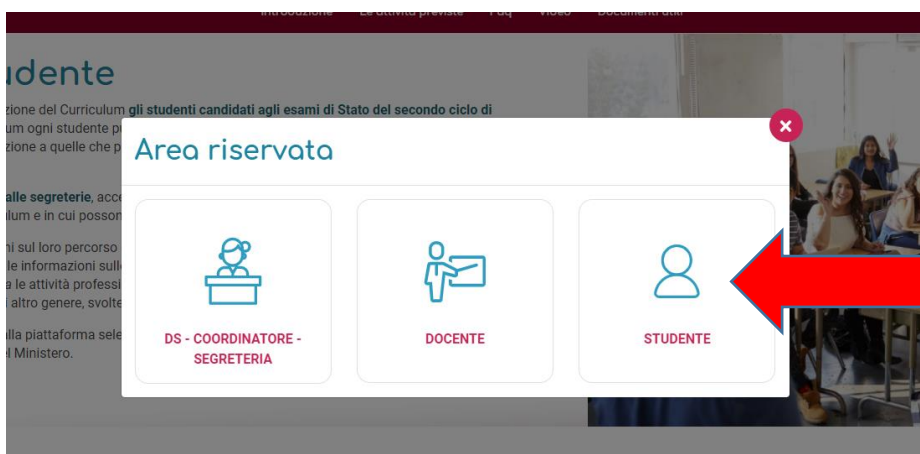 Introduzione Le attività previste Faq Video Documenti utili
udente
zione del Curriculum gli studenti candidati agli esami di Stato del secondo ciclo di
um ogni studente p
zione a quelle che p
Area riservata
alle segreterie, acce
ulum e in cui posson
ni sul loro percorso
le informazioni sull
a le attività professi
i altro genere, svolte
alla piattaforma sele
el Ministero.
DS - COORDINATORE -
SEGRETERIA
DOCENTE
STUDENTE